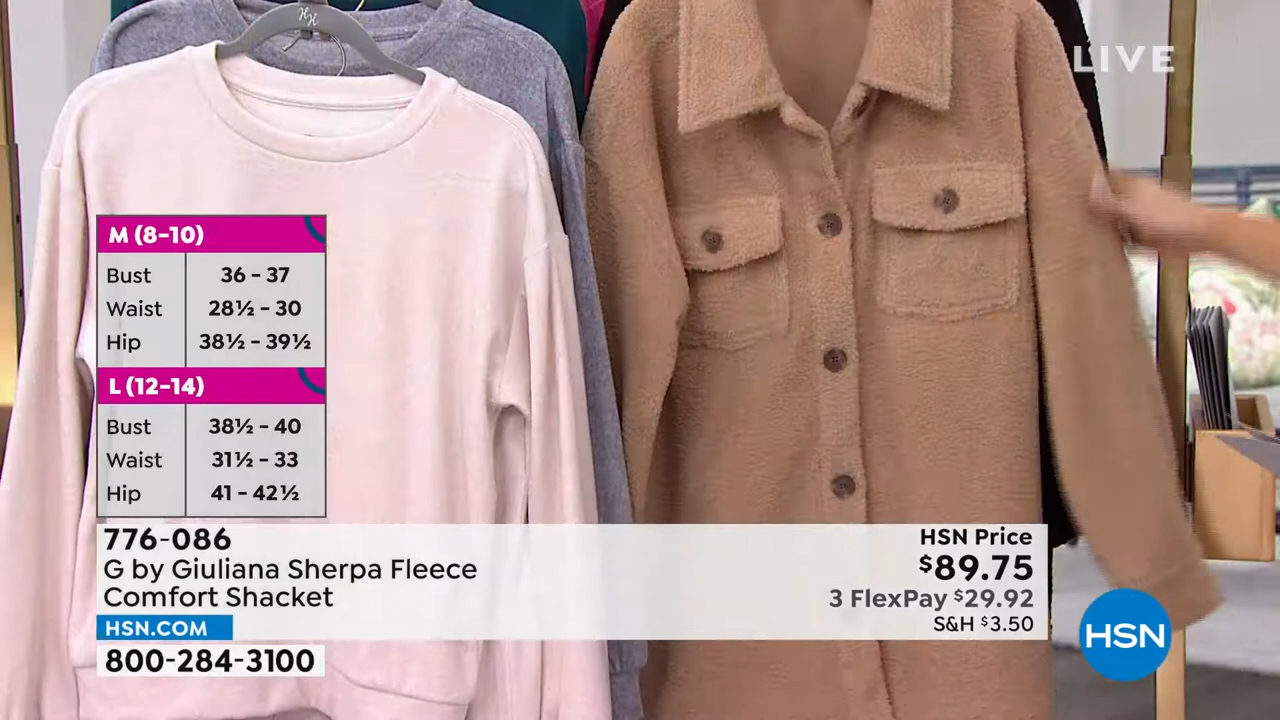 HH
LIVE
M (8-10)
Bust 36 - 37
Waist 28½ - 30
Hip 38½ - 39½
L (12-14)
Bust 38½ - 40
Waist 31½ - 33
Hip 41 - 42½
776-086
G by Giuliana Sherpa Fleece
Comfort Shacket
HSN.COM
800-284-3100
HSN Price
$89.75
3 FlexPay $29.92
S&H $3.50
HSN